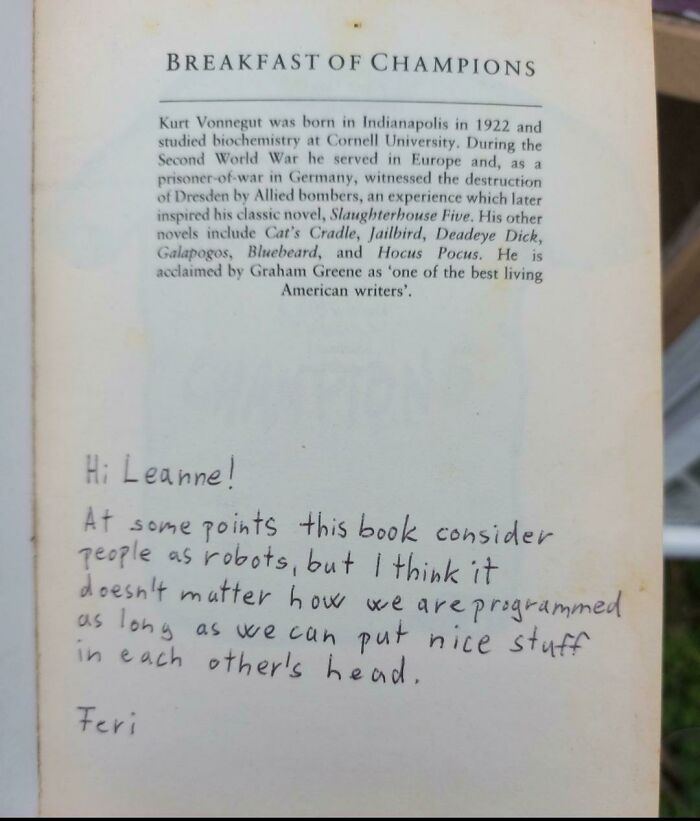 BREAKFAST OF CHAMPIONS
Kurt Vonnegut was born in Indianapolis in 1922 and
studied biochemistry at Cornell University. During the
Second World War he served in Europe and, as a
prisoner-of-war in Germany, witnessed the destruction
of Dresden by Allied bombers, an experience which later
inspired his classic novel, Slaughterhouse Five. His other
novels include Cat's Cradle, Jailbird, Deadeye Dick,
Galapogos, Bluebeard, and Hocus Pocus. He is
acclaimed by Graham Greene as 'one of the best living
American writers'.
Hi Leanne!
At some points this book consider
people as robots, but I think it
doesn't matter how we are programmed
as long as we can put nice stuff
in each other's head.
Feri